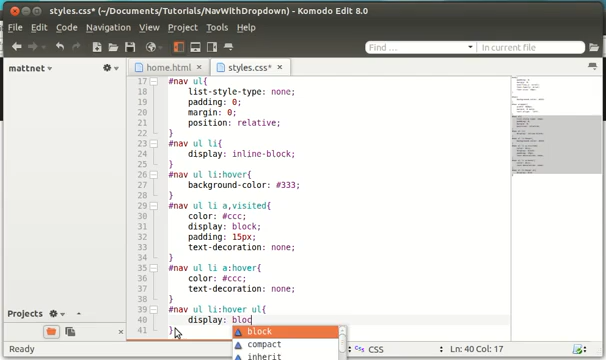 styles.css* (~/Documents/Tutorials/NavWithDropdown) - Komodo Edit 8.0
File Edit Code Navigation View Project Tools Help
Find ... In current file
mattnet home.html styles.css*
17 #nav ul{
18 list-style-type: none;
19 padding: 0;
20 margin: 0;
21 position: relative;
22 }
23 #nav ul li{
24 display: inline-block;
25 }
26 #nav ul li:hover{
27 background-color: #333;
28 }
29 #nav ul li a,visited{
30 color: #ccc;
31 display: block;
32 padding: 15px;
33 text-decoration: none;
34 }
35 #nav ul li a:hover{
36 color: #ccc;
37 text-decoration: none;
38 }
39 #nav ul li:hover ul{
40 display: bloc
41 }
Projects
block
compact
inherit
Ready Ln: 40 Col: 17 CSS